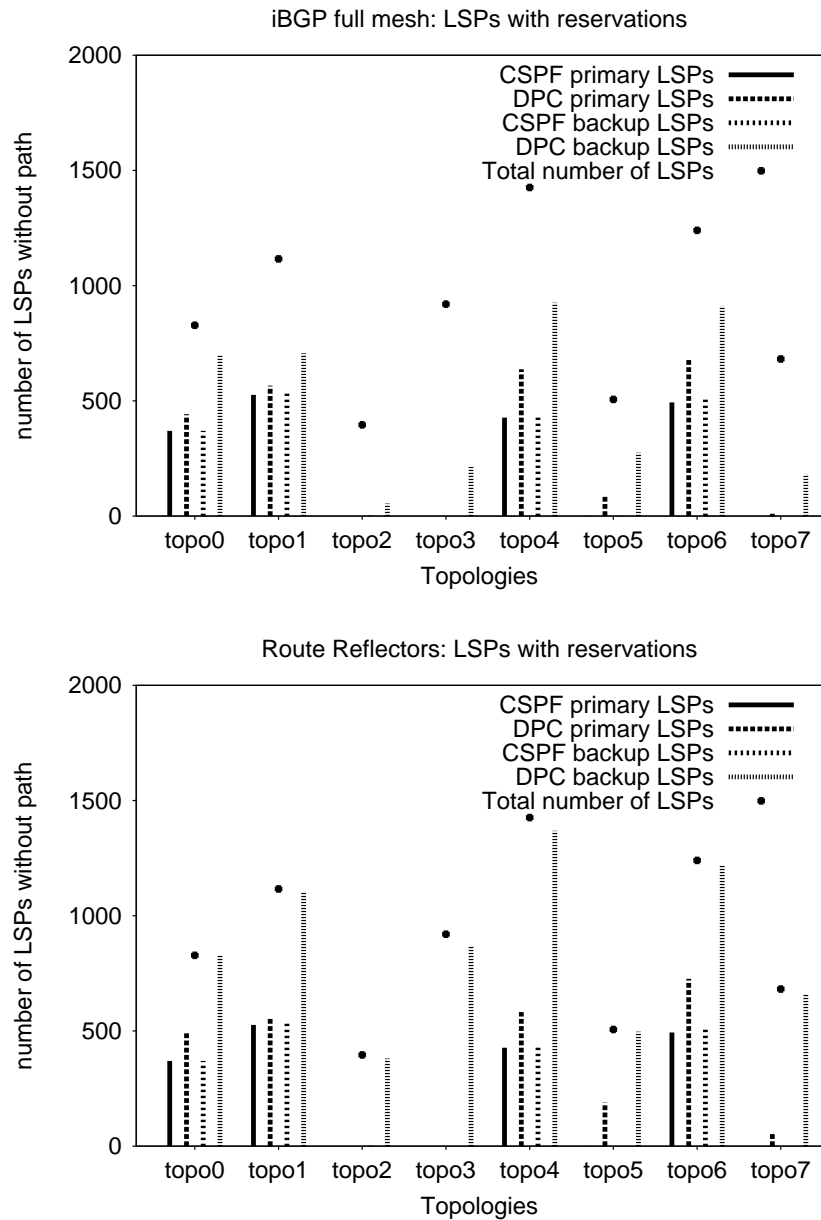 iBGP full mesh: LSPs with reservations
2000
1500
1000
500
0
number of LSPs without path
CSPF primary LSPs
DPC primary LSPs
CSPF backup LSPs
DPC backup LSPs
Total number of LSPs
topo0 topo1 topo2 topo3 topo4 topo5 topo6 topo7
Topologies
Route Reflectors: LSPs with reservations
2000
1500
1000
500
0
number of LSPs without path
CSPF primary LSPs
DPC primary LSPs
CSPF backup LSPs
DPC backup LSPs
Total number of LSPs
topo0 topo1 topo2 topo3 topo4 topo5 topo6 topo7
Topologies